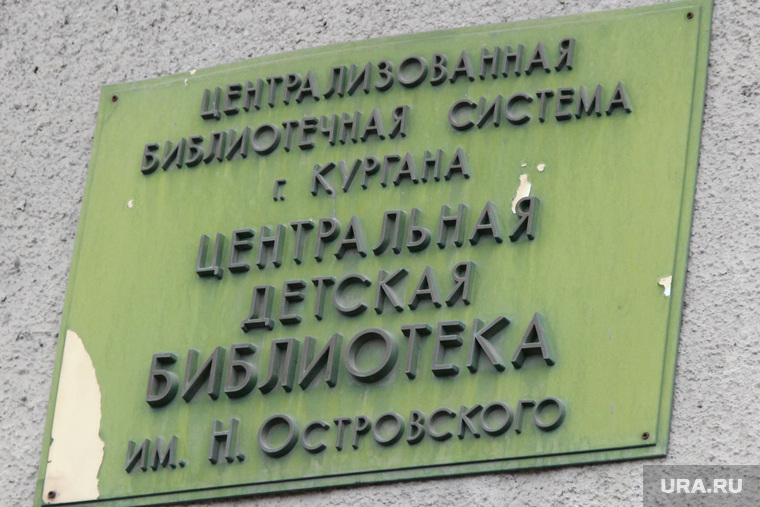 ЦЕНТРАЛИЗОВАННАЯ
БИБЛИОТЕЧНАЯ СИСТЕМА
г. КУРГАНА
ЦЕНТРАЛЬНАЯ
ДЕТСКАЯ
БИБЛИОТЕКА
им. Н. Островского
URA.RU